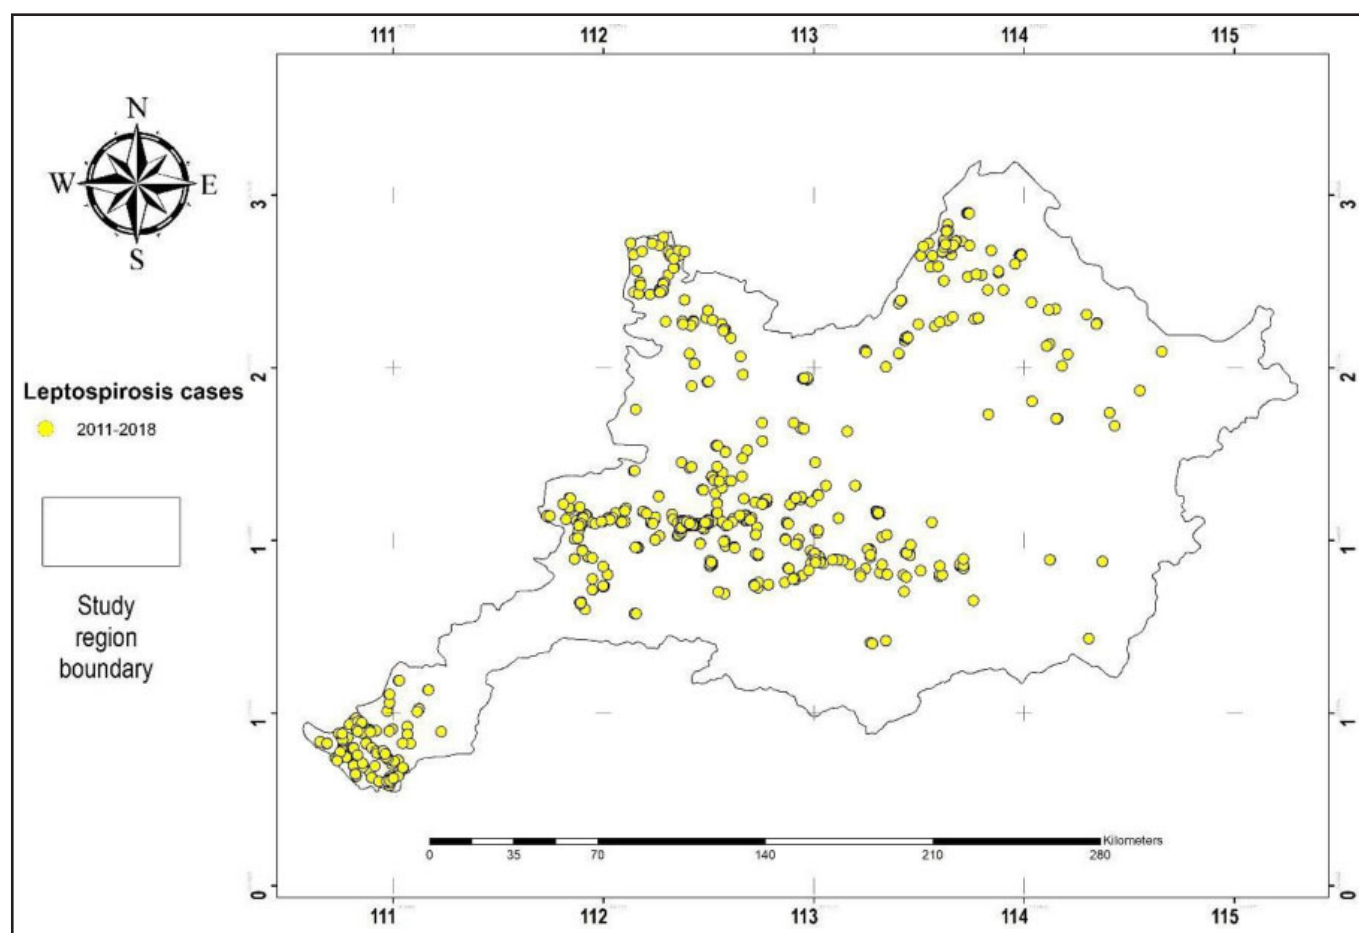 111 112 113 114 115
N
W E
S
3 3
2 2
Leptospirosis cases
2011-2018
1 1
Study
region
boundary
1 1
Kilometers
0 35 70 140 210 280
0 0
111 112 113 114 115